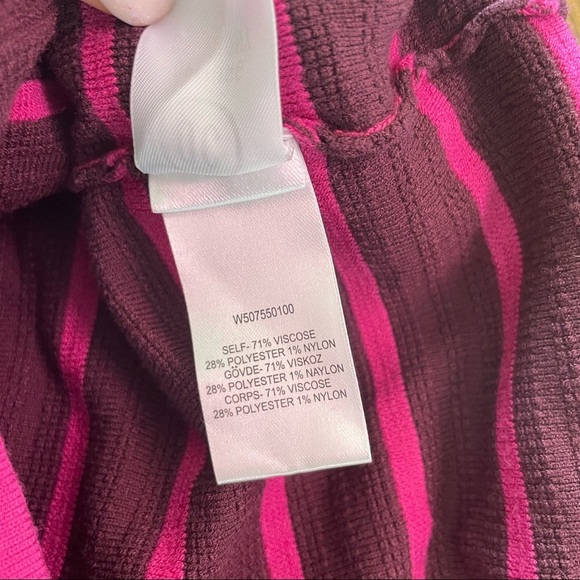 W507550100
SELF- 71% VISCOSE
28% POLYESTER 1% NYLON
GÖVDE- 71% VISKOZ
28% POLYESTER 1% NAYLON
CORPS- 71% VISCOSE
28% POLYESTER 1% NYLON